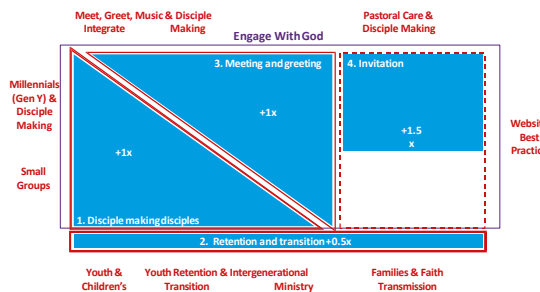 Meet, Greet, Music & Disciple
Integrate Making
Pastoral Care &
Disciple Making
Engage With God
3. Meeting and greeting
4. Invitation
Millennials
(Gen Y) &
Disciple
Making
+1x
+1.5
x
Website
Best
Practice
+1x
Small
Groups
1. Disciple making disciples
2. Retention and transition +0.5x
Youth & Youth Retention & Intergenerational Families & Faith
Children's Transition Ministry Transmission